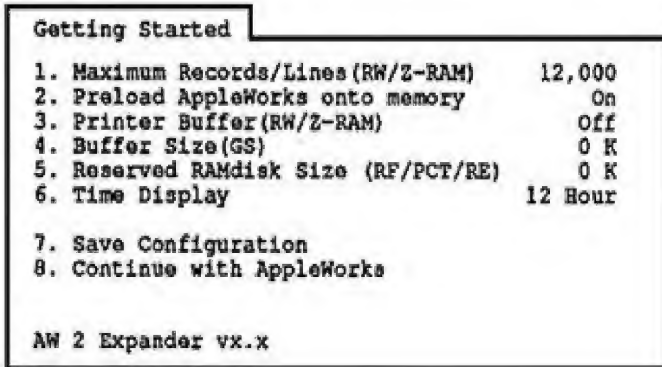 Getting Started
1. Maximum Records/Lines(RW/Z-RAM) 12,000
2. Preload AppleWorks onto memory On
3. Printer Buffer(RW/Z-RAM) Off
4. Buffer Size(GS) 0 K
5. Reserved RAMdisk Size (RF/PCT/RE) 0 K
6. Time Display 12 Hour
7. Save Configuration
8. Continue with AppleWorks
AW 2 Expander vx.x